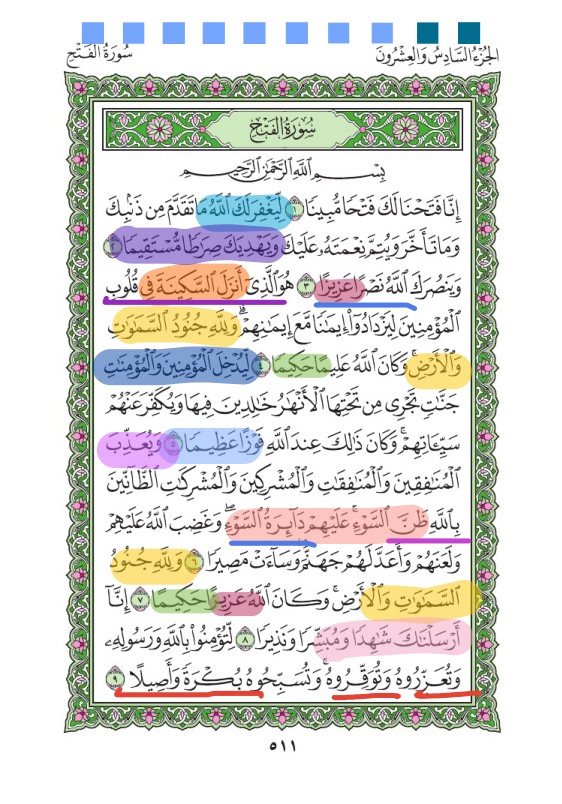 الجزء السادس والعشرون
سورة الفتح
سورة الفتح
بِسْمِ ٱللَّهِ ٱلرَّحْمَٰنِ ٱلرَّحِيمِ
إِنَّا فَتَحْنَا لَكَ فَتْحًا مُّبِينًا ١ لِّيَغْفِرَ لَكَ ٱللَّهُ مَا تَقَدَّمَ مِن ذَنۢبِكَ
وَمَا تَأَخَّرَ وَيُتِمَّ نِعْمَتَهُۥ عَلَيْكَ وَيَهْدِيَكَ صِرَٰطًا مُّسْتَقِيمًا ٢
وَيَنصُرَكَ ٱللَّهُ نَصْرًا عَزِيزًا ٣ هُوَ ٱلَّذِىٓ أَنزَلَ ٱلسَّكِينَةَ فِى قُلُوبِ
ٱلْمُؤْمِنِينَ لِيَزْدَادُوٓا۟ إِيمَٰنًا مَّعَ إِيمَٰنِهِمْ ۗ وَلِلَّهِ جُنُودُ ٱلسَّمَٰوَٰتِ
وَٱلْأَرْضِ ۚ وَكَانَ ٱللَّهُ عَلِيمًا حَكِيمًا ٤ لِّيُدْخِلَ ٱلْمُؤْمِنِينَ وَٱلْمُؤْمِنَٰتِ
جَنَّٰتٍ تَجْرِى مِن تَحْتِهَا ٱلْأَنْهَٰرُ خَٰلِدِينَ فِيهَا وَيُكَفِّرَ عَنْهُمْ
سَيِّـَٔاتِهِمْ ۚ وَكَانَ ذَٰلِكَ عِندَ ٱللَّهِ فَوْزًا عَظِيمًا ٥ وَيُعَذِّبَ
ٱلْمُنَٰفِقِينَ وَٱلْمُنَٰفِقَٰتِ وَٱلْمُشْرِكِينَ وَٱلْمُشْرِكَٰتِ ٱلظَّآنِّينَ
بِٱللَّهِ ظَنَّ ٱلسَّوْءِ ۚ عَلَيْهِمْ دَآئِرَةُ ٱلسَّوْءِ ۖ وَغَضِبَ ٱللَّهُ عَلَيْهِمْ
وَلَعَنَهُمْ وَأَعَدَّ لَهُمْ جَهَنَّمَ ۖ وَسَآءَتْ مَصِيرًا ٦ وَلِلَّهِ جُنُودُ
ٱلسَّمَٰوَٰتِ وَٱلْأَرْضِ ۚ وَكَانَ ٱللَّهُ عَزِيزًا حَكِيمًا ٧ إِنَّآ
أَرْسَلْنَٰكَ شَٰهِدًا وَمُبَشِّرًا وَنَذِيرًا ٨ لِّتُؤْمِنُوا۟ بِٱللَّهِ وَرَسُولِهِۦ
وَتُعَزِّرُوهُ وَتُوَقِّرُوهُ ۚ وَتُسَبِّحُوهُ بُكْرَةً وَأَصِيلًا ٩
٥١١